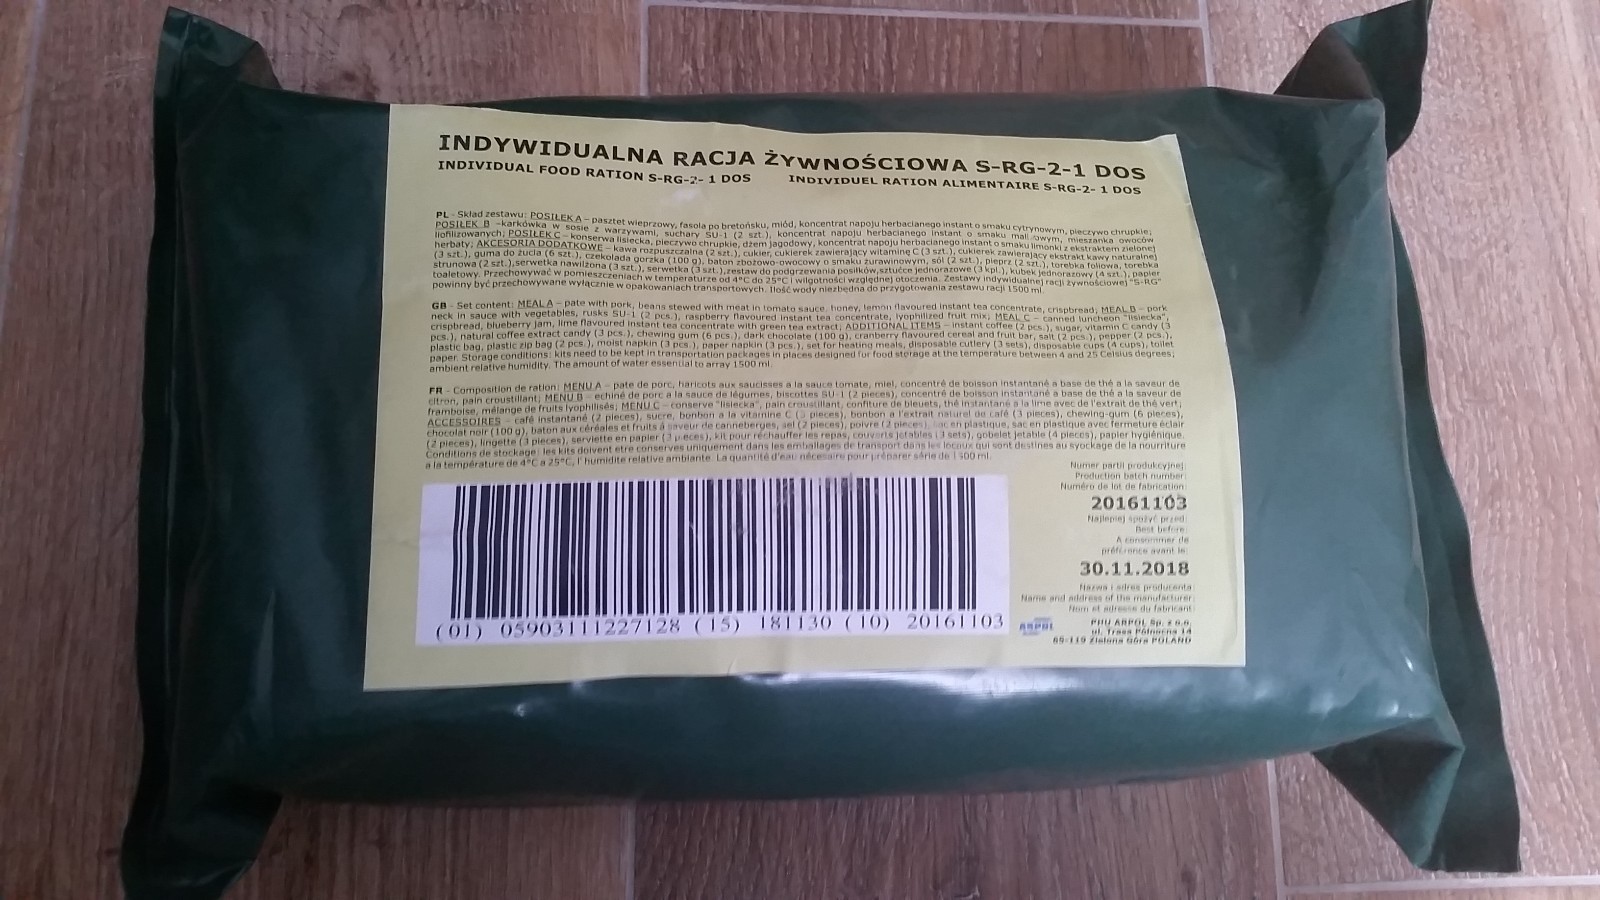 INDYWIDUALNA RACJA ŻYWNOŚCIOWA S-RG-2-1 DOS
INDIVIDUAL FOOD RATION S-RG-2- 1 DOS INDIVIDUEL RATION ALIMENTAIRE S-RG-2- 1 DOS
PL - Skład zestawu: POSIŁEK A – pasztet wieprzowy, fasola po bretońsku, miód, koncentrat napoju herbacianego instant o smaku cytrynowym, pieczywo chrupkie;
POSIŁEK B –karkówka w sosie z warzywami, suchary SU-1 (2 szt.), koncentrat napoju herbacianego instant o smaku malinowym, mieszanka owoców
liofilizowanych; POSIŁEK C – konserwa lisiecka, pieczywo chrupkie, dżem jagodowy, koncentrat napoju herbacianego instant o smaku limonki z ekstraktem zielonej
herbaty; AKCESORIA DODATKOWE – kawa rozpuszczalna (2 szt.), cukier, cukierek zawierający witaminę C (3 szt.), cukierek zawierający ekstrakt kawy naturalnej
(3 szt.), guma do żucia (6 szt.), czekolada gorzka (100 g), baton zbożowo-owocowy o smaku żurawinowym, sól (2 szt.), pieprz (2 szt.), torebka foliowa, torebka
strunowa (2 szt.),serwetka nawilżona (3 szt.), serwetka (3 szt.),zestaw do podgrzewania posiłków,sztućce jednorazowe (3 kpl.), kubek jednorazowy (4 szt.), papier
toaletowy. Przechowywać w pomieszczeniach w temperaturze od 4°C do 25°C i wilgotności względnej otoczenia. Zestawy indywidualnej racji żywnościowej "S-RG"
powinny być przechowywane wyłącznie w opakowaniach transportowych. Ilość wody niezbędna do przygotowania zestawu racji 1500 ml.
GB - Set content: MEAL A – pate with pork, beans stewed with meat in tomato sauce, honey, lemon flavoured instant tea concentrate, crispbread; MEAL B – pork
neck in sauce with vegetables, rusks SU-1 (2 pcs.), raspberry flavoured instant tea concentrate, lyophilized fruit mix; MEAL C – canned luncheon "lisiecka",
crispbread, blueberry jam, lime flavoured instant tea concentrate with green tea extract; ADDITIONAL ITEMS – instant coffee (2 pcs.), sugar, vitamin C candy (3
pcs.), natural coffee extract candy (3 pcs.), chewing gum (6 pcs.), dark chocolate (100 g), cranberry flavoured cereal and fruit bar, salt (2 pcs.), pepper (2 pcs.),
plastic bag, plastic zip bag (2 pcs.), moist napkin (3 pcs.), paper napkin (3 pcs.), set for heating meals, disposable cutlery (3 sets), disposable cups (4 cups), toilet
paper. Storage conditions: kits need to be kept in transportation packages in places designed for food storage at the temperature between 4 and 25 Celsius degrees;
ambient relative humidity. The amount of water essential to array 1500 ml.
FR - Composition de ration: MENU A – pate de porc, haricots aux saucisses a la sauce tomate, miel, concentré de boisson instantané a base de thé a la saveur de
citron, pain croustillant; MENU B – echiné de porc a la sauce de légumes, biscottes SU-1 (2 pieces), concentré de boisson instantané a base de thé a la saveur de
framboise, mélange de fruits lyophilisés; MENU C – conserve "lisiecka", pain croustillant, confiture de bleuets, thé instantané a la lime avec de l'extrait de thé vert;
ACCESSOIRES – café instantané (2 pieces), sucre, bonbon a la vitamine C (3 pieces), bonbon a l'extrait naturel de café (3 pieces), chewing-gum (6 pieces),
chocolat noir (100 g), baton aux céréales et fruits á saveur de canneberges, sel (2 pieces), poivre (2 pieces), sac en plastique, sac en plastique avec fermeture éclair
(2 pieces), lingette (3 pieces), serviette en papier (3 pieces), kit pour réchauffer les repas, couverts jetables (3 sets), gobelet jetable (4 pieces), papier hygiénique.
Conditions de stockage: les kits doivent etre conserves uniquement dans les emballages de transport dans les locoux qui sont destines au syockage de la nourriture
a la température de 4°C a 25°C, l' humidite relative ambiante. La quantité d'eau nécessire pour préparer série de 1500 ml.
Numer partii produkcyjnej:
Production batch number:
Numéro de lot de fabrication:
20161103
Najlepiej spożyć przed:
Best before:
A consommer de
préférence avant le:
30.11.2018
Nazwa i adres producenta:
Name and address of the manufacturer:
Nom et adresse du fabricant:
ARPOL
PHU ARPOL Sp. z o.o.
ul. Trasa Północna 14
65-119 Zielona Góra POLAND
(01) 05903111227128 (15) 181130 (10) 20161103